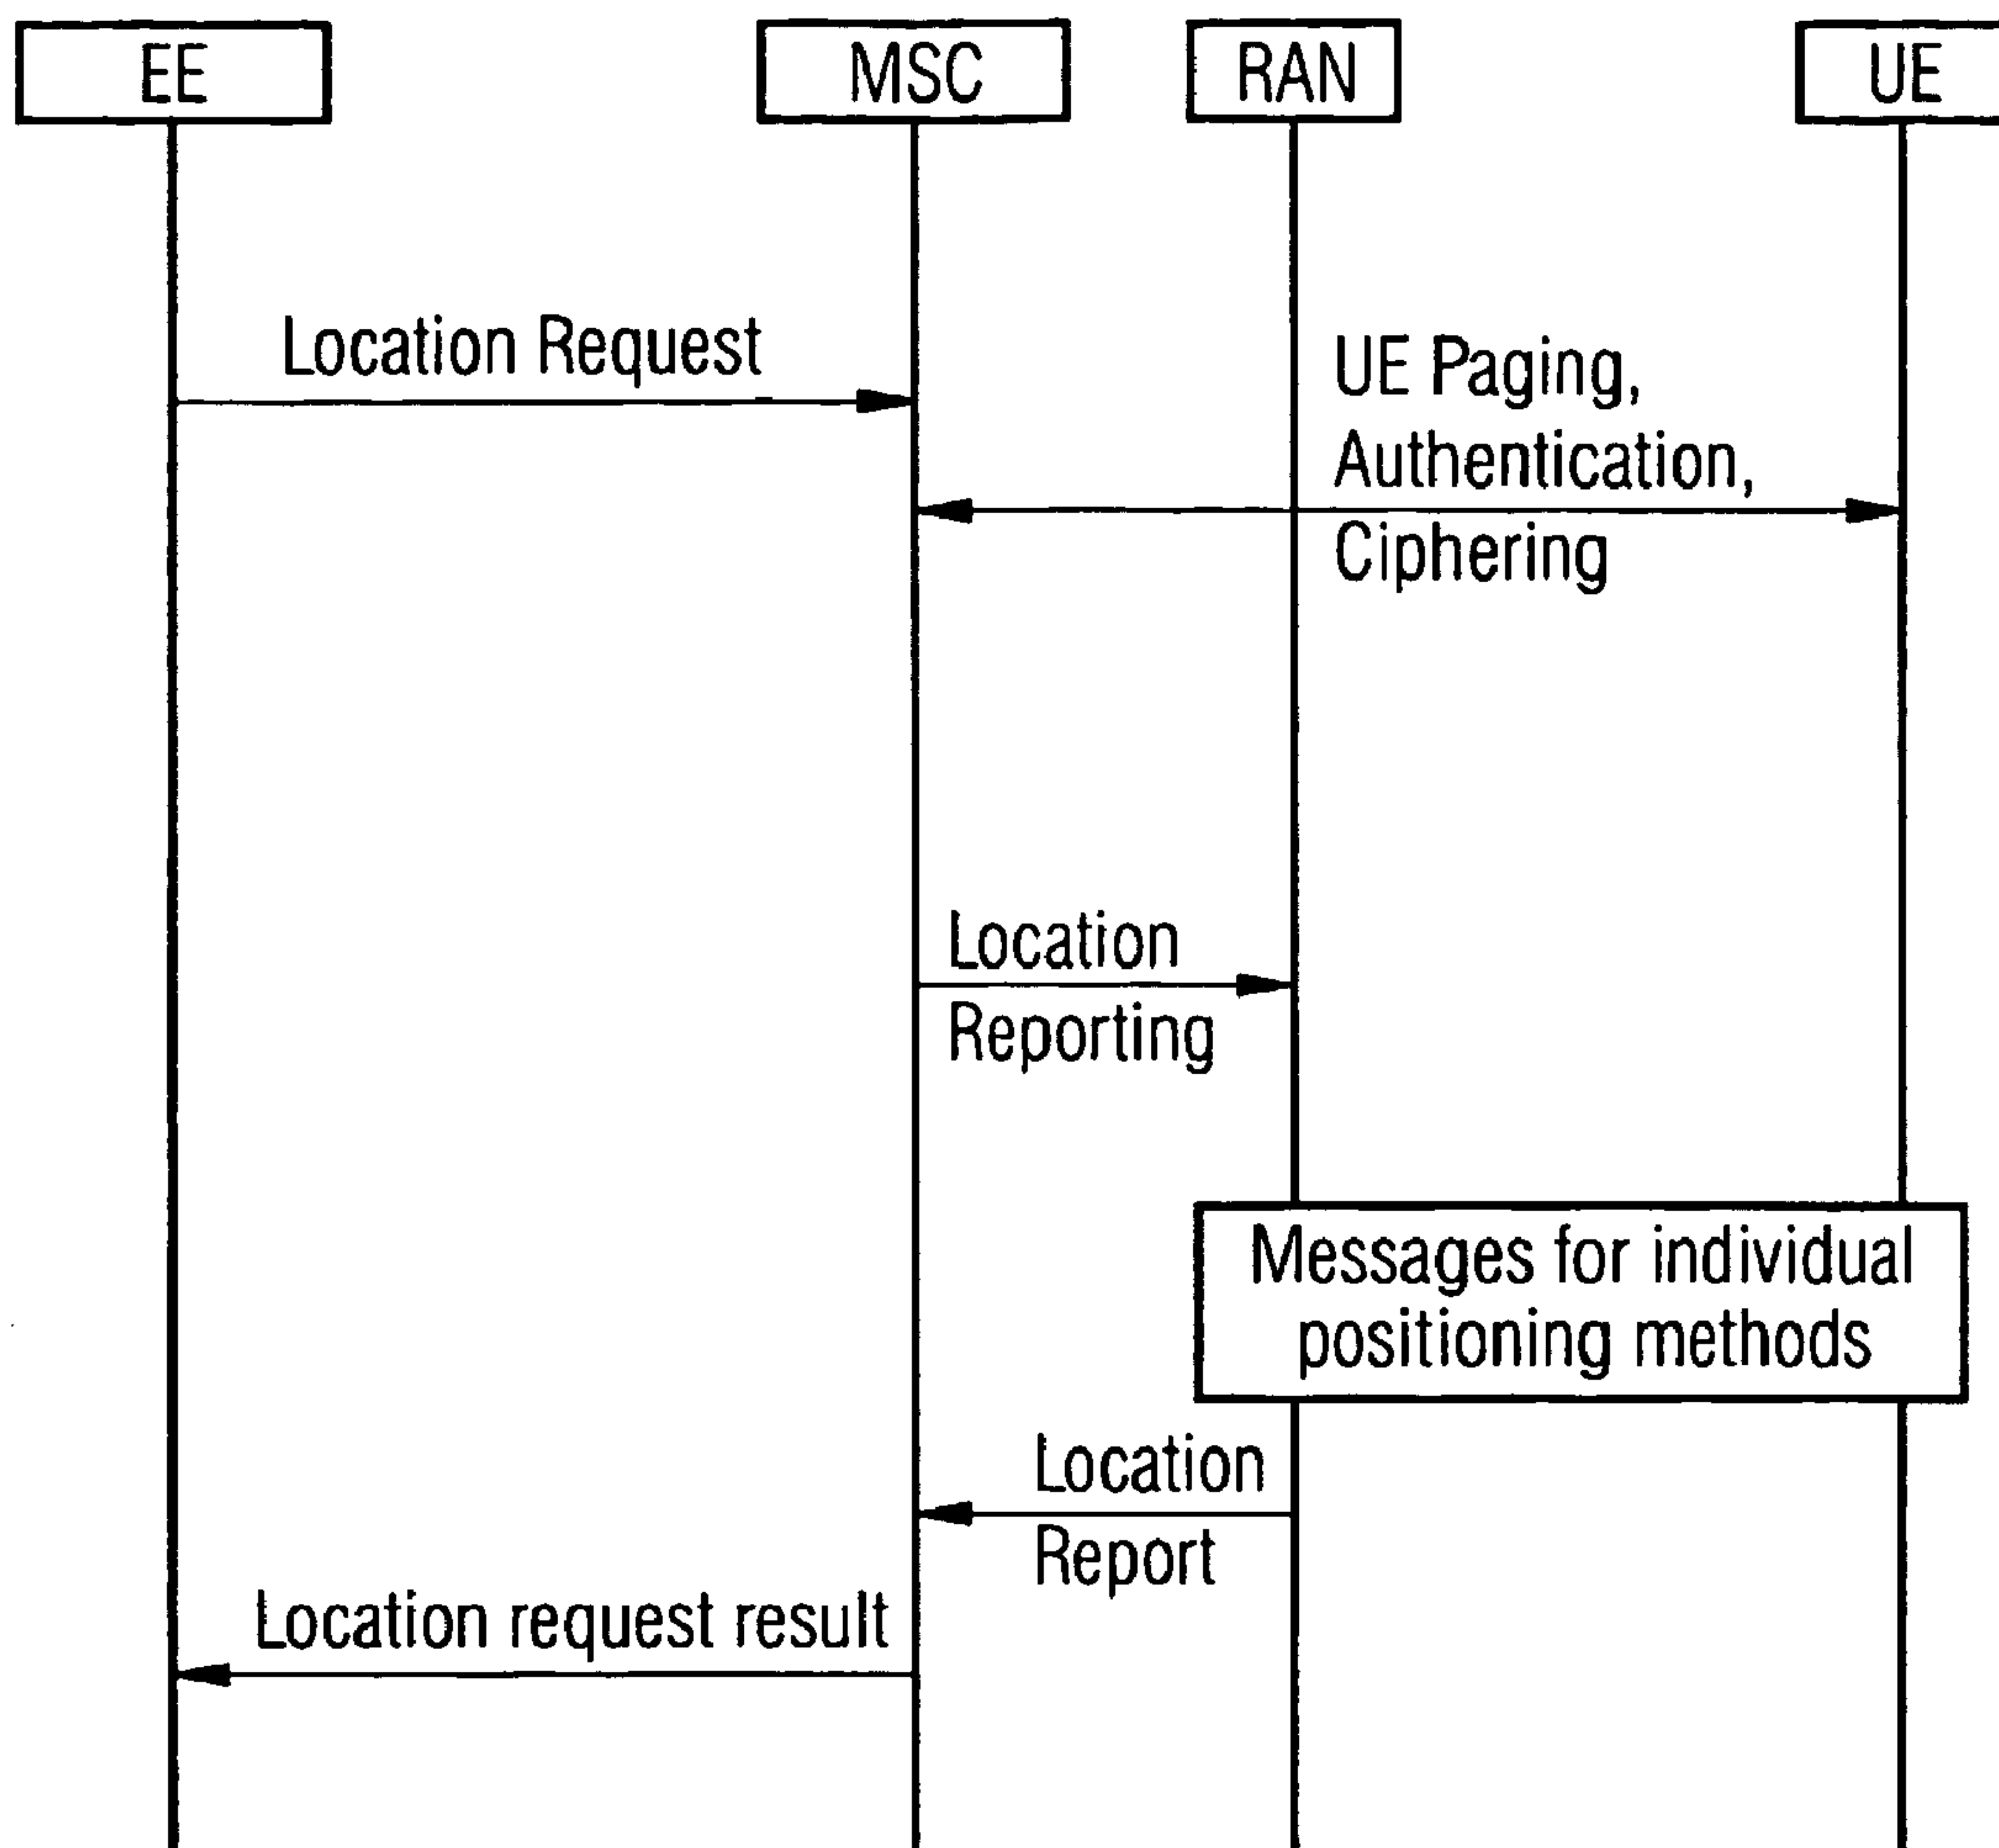 EE
MSC
RAN
UE
Location Request
UE Paging,
Authentication,
Ciphering
Location
Reporting
Messages for individual
positioning methods
Location
Report
Location request result